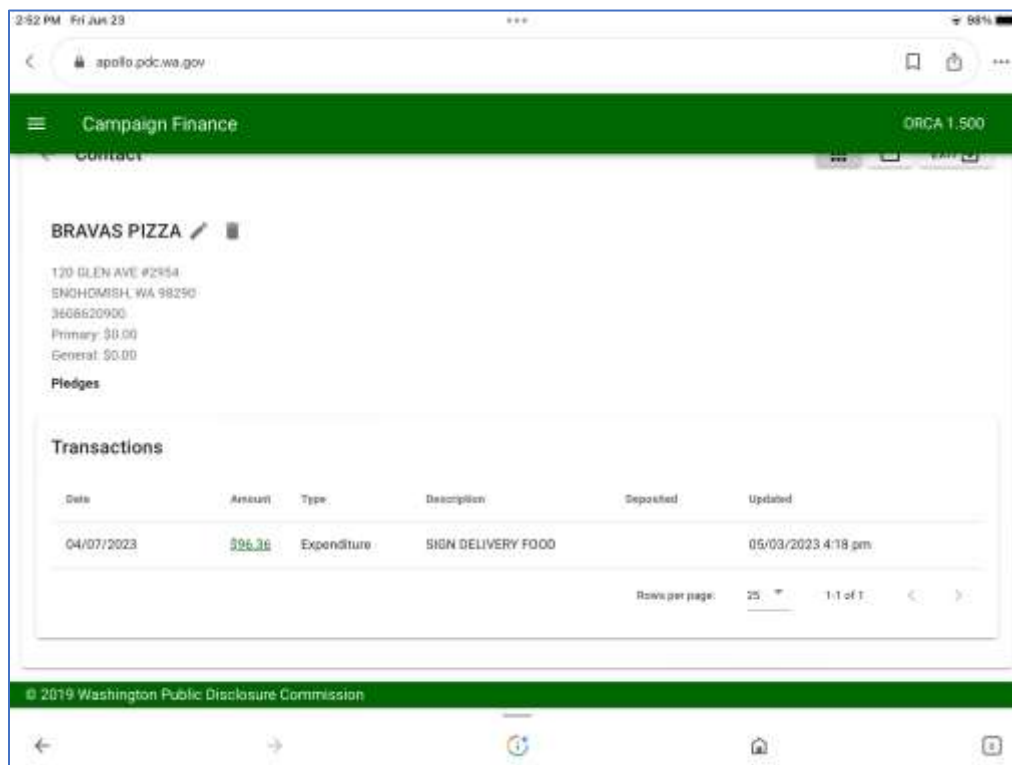 2:52 PM Fri Jun 23 98%
apollo.pdc.wa.gov
Campaign Finance ORCA 1.500
Contact
BRAVAS PIZZA
120 GLEN AVE #2954
SNOHOMISH, WA 98290
3608620900
Primary: $0.00
General: $0.00
Pledges
Transactions
Date Amount Type Description Deposited Updated
04/07/2023 $96.36 Expenditure SIGN DELIVERY FOOD 05/03/2023 4:18 pm
Rows per page: 25 1-1 of 1
© 2019 Washington Public Disclosure Commission